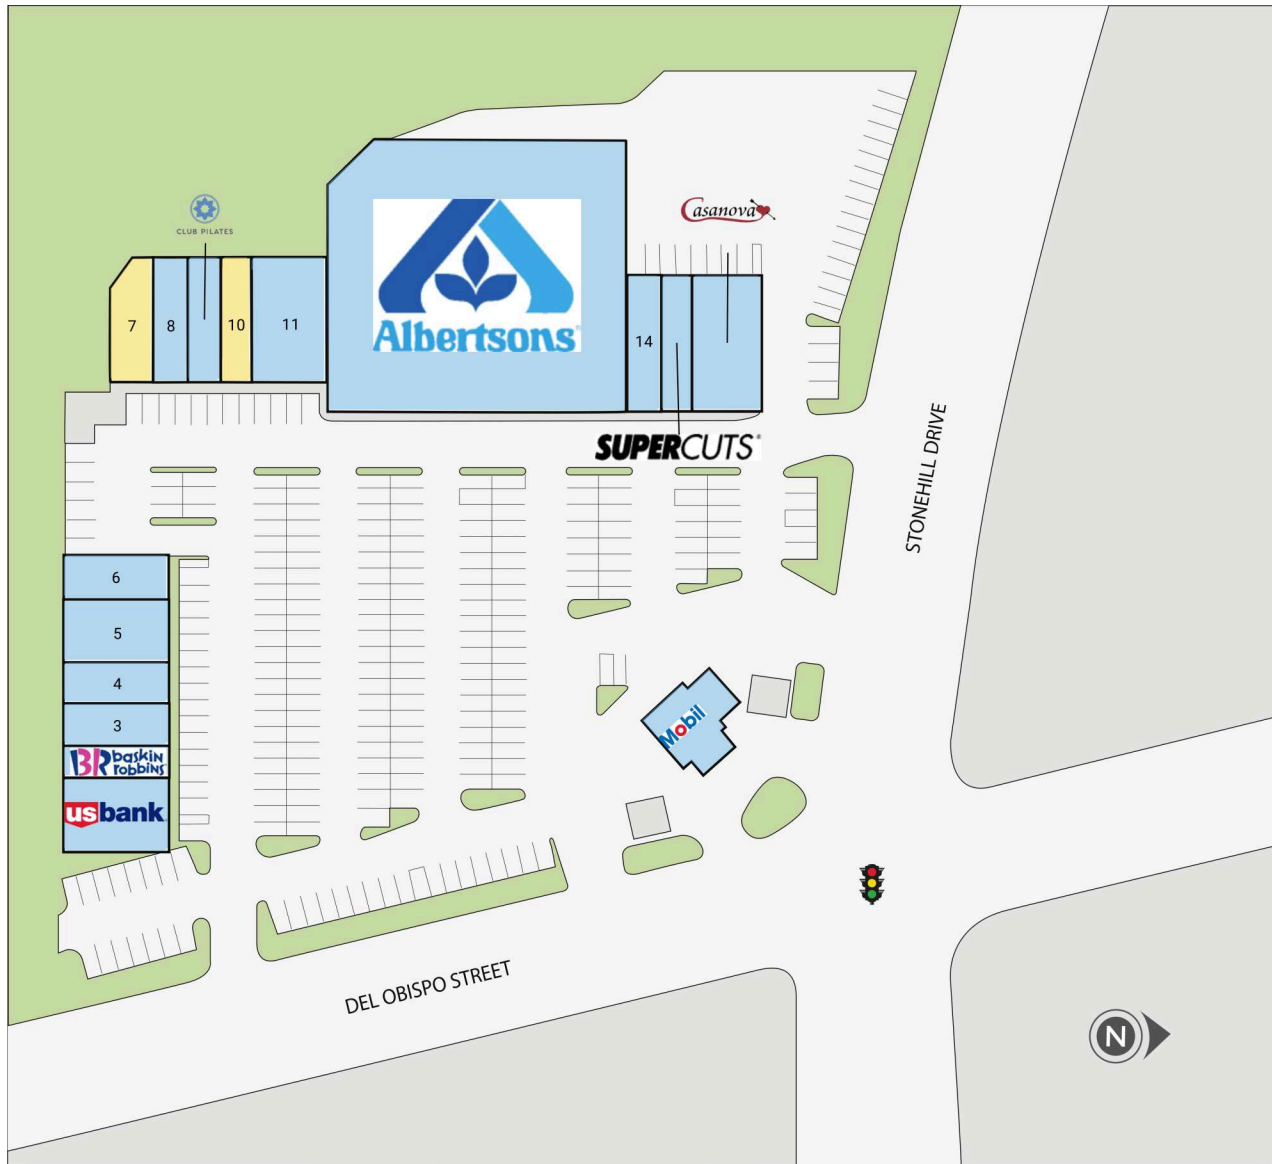 CLUB PILATES
Casanova
7
8
10
11
Albertsons
14
SUPERCUTS
STONEHILL DRIVE
6
5
4
3
BR baskin
robbins
usbank
Mobil
DEL OBISPO STREET
N